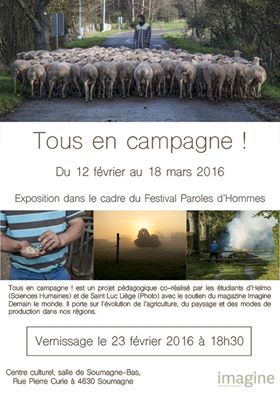 Tous en campagne !
Du 12 février au 18 mars 2016
Exposition dans le cadre du Festival Paroles d'Hommes
Tous en campagne ! est un projet pédagogique co-réalisé par les étudiants d'Helmo
(Sciences Humaines) et de Saint Luc Liège (Photo) avec le soutien du magazine Imagine
Demain le monde. Il porte sur l'évolution de l'agriculture, du paysage et des modes de
production dans nos régions.
Vernissage le 23 février 2016 à 18h30
Centre culturel, salle de Soumagne-Bas,
Rue Pierre Curie à 4630 Soumagne
imagine